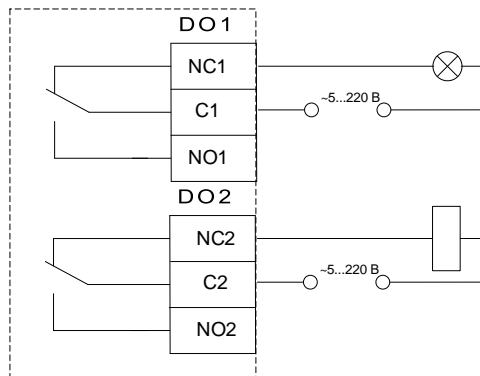 DO1
NC1
~5...220 В
C1
NO1
DO2
NC2
~5...220 В
C2
NO2